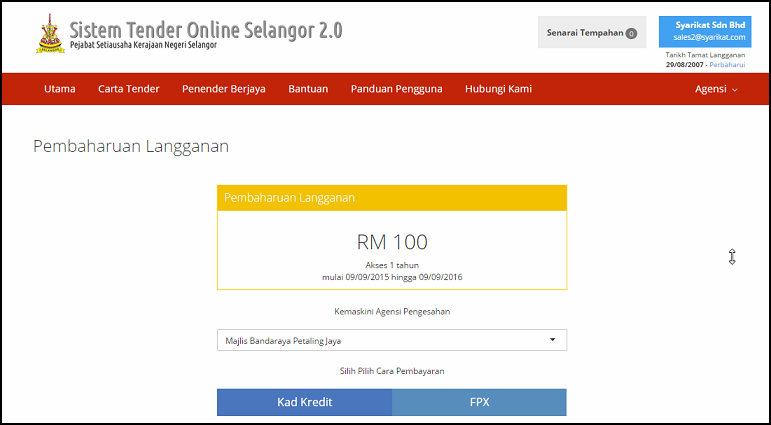 Sistem Tender Online Selangor 2.0
Pejabat Setiausaha Kerajaan Negeri Selangor
Senarai Tempahan 0
Syarikat Sdn Bhd
sales2@syarikat.com
Tarikh Tamat Langganan
29/08/2007 - Perbaharui
Utama Carta Tender Penender Berjaya Bantuan Panduan Pengguna Hubungi Kami Agensi
Pembaharuan Langganan
Pembaharuan Langganan
RM 100
Akses 1 tahun
mulai 09/09/2015 hingga 09/09/2016
Kemaskini Agensi Pengesahan
Majlis Bandaraya Petaling Jaya
Silih Pilih Cara Pembayaran
Kad Kredit FPX